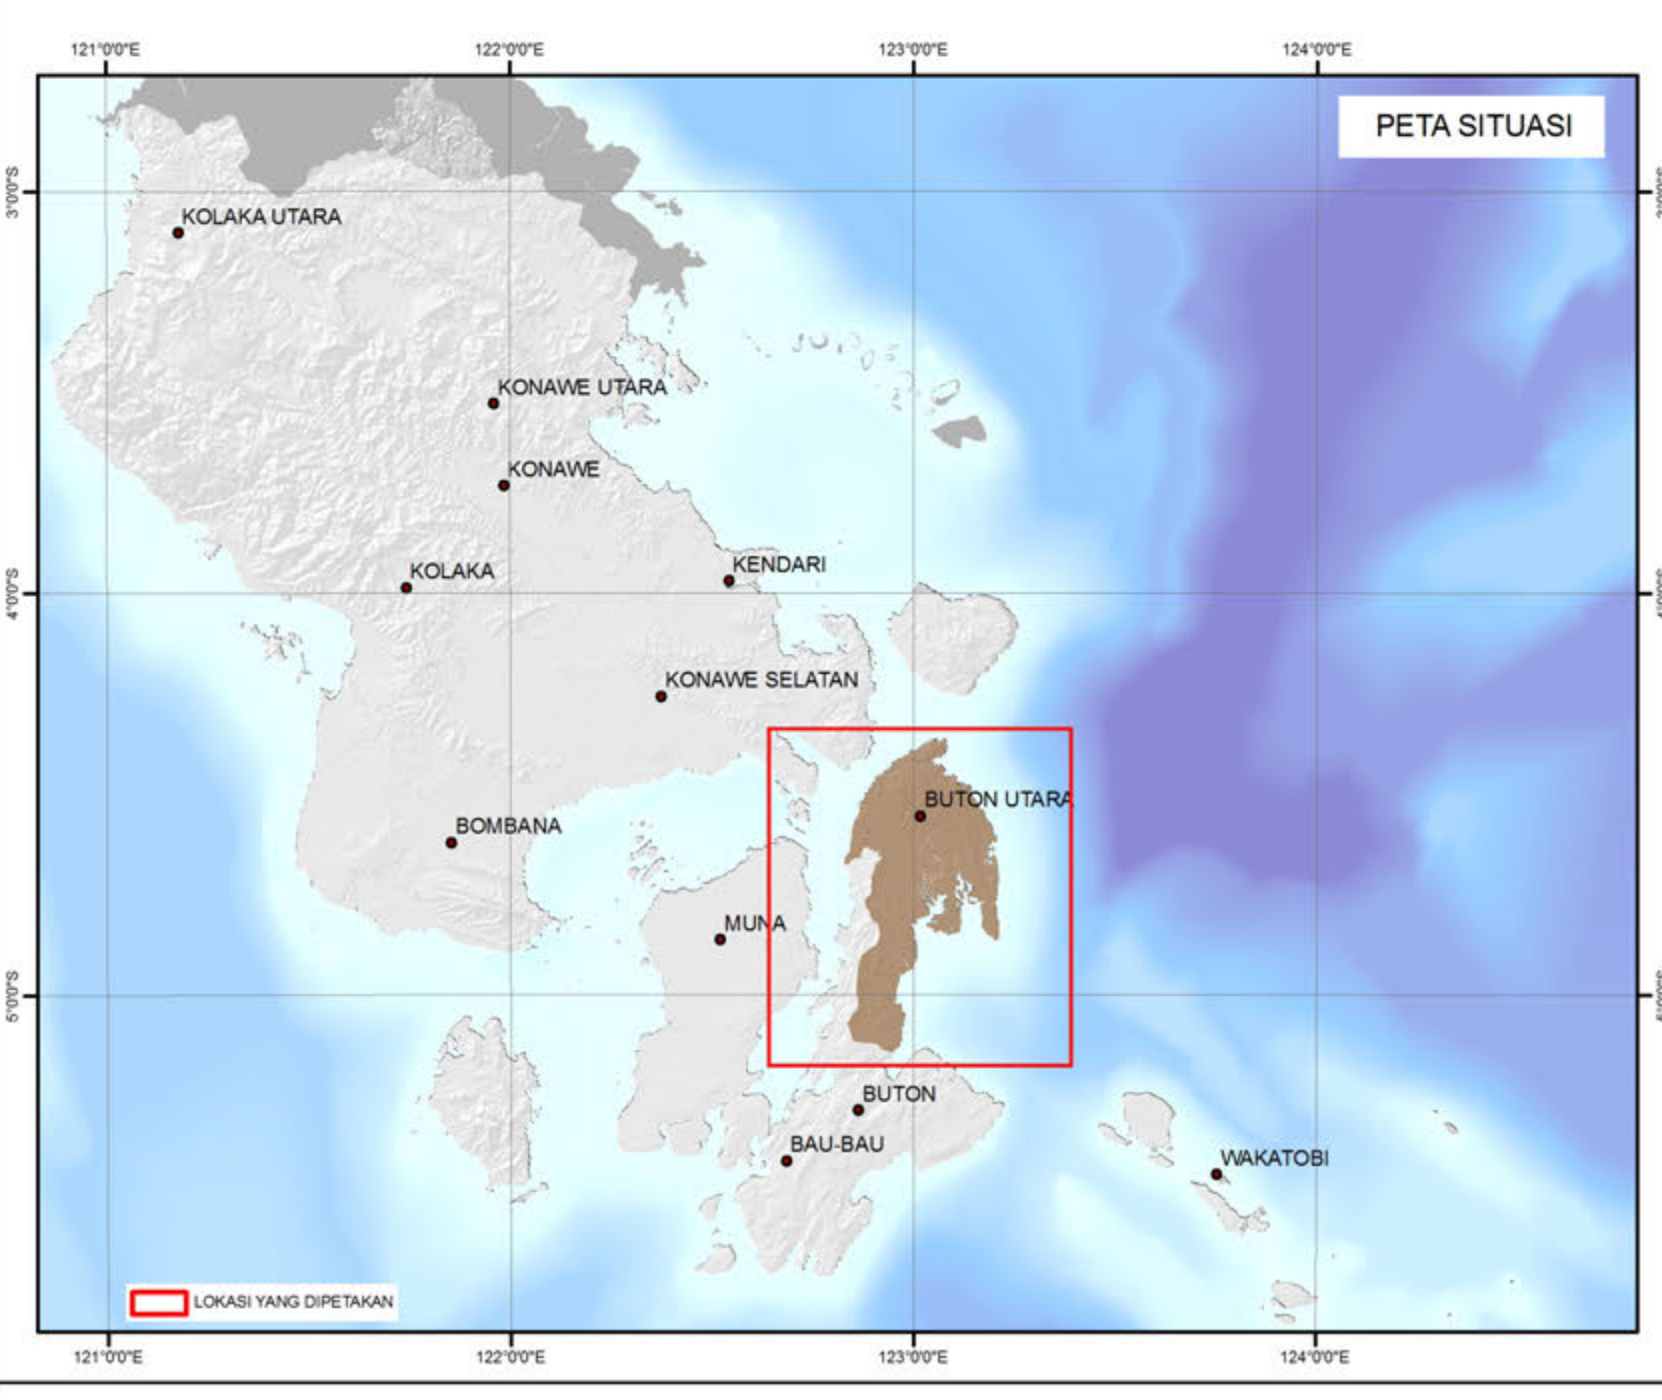 121°0'0"E 122°0'0"E 123°0'0"E 124°0'0"E
PETA SITUASI
3°0'0"S
KOLAKA UTARA
KONAWE UTARA
KONAWE
KENDARI
KOLAKA
4°0'0"S
KONAWE SELATAN
BUTON UTARA
BOMBANA
MUNA
5°0'0"S
BUTON
BAU-BAU
WAKATOBI
LOKASI YANG DIPETAKAN
121°0'0"E 122°0'0"E 123°0'0"E 124°0'0"E